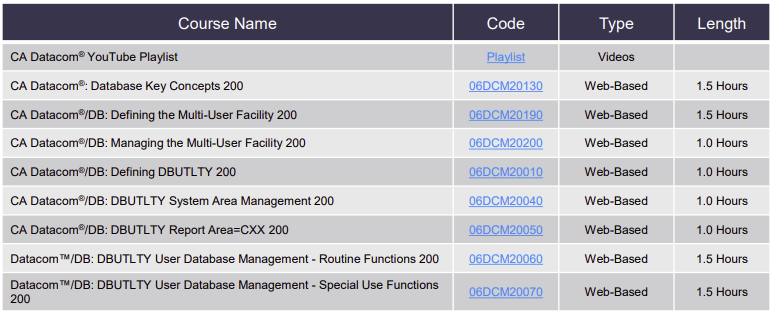 Course Name Code Type Length
CA Datacom® YouTube Playlist Playlist Videos
CA Datacom®: Database Key Concepts 200 06DCM20130 Web-Based 1.5 Hours
CA Datacom®/DB: Defining the Multi-User Facility 200 06DCM20190 Web-Based 1.5 Hours
CA Datacom®/DB: Managing the Multi-User Facility 200 06DCM20200 Web-Based 1.0 Hours
CA Datacom®/DB: Defining DBUTLTY 200 06DCM20010 Web-Based 1.0 Hours
CA Datacom®/DB: DBUTLTY System Area Management 200 06DCM20040 Web-Based 1.0 Hours
CA Datacom®/DB: DBUTLTY Report Area=CXX 200 06DCM20050 Web-Based 1.0 Hours
Datacom™/DB: DBUTLTY User Database Management - Routine Functions 200 06DCM20060 Web-Based 1.5 Hours
Datacom™/DB: DBUTLTY User Database Management - Special Use Functions
200 06DCM20070 Web-Based 1.5 Hours